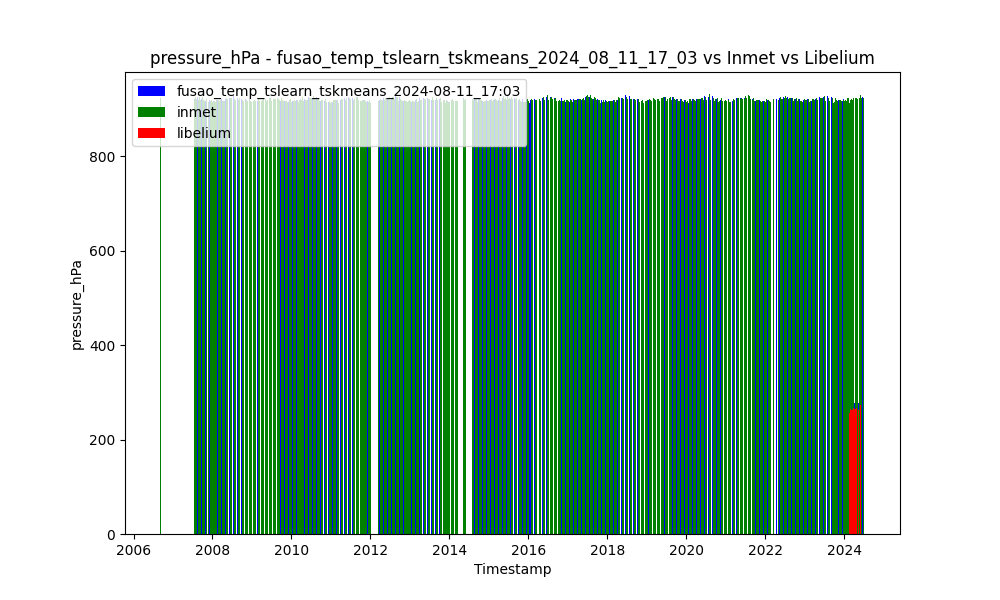 pressure_hPa - fusao_temp_tslearn_tskmeans_2024_08_11_17_03 vs Inmet vs Libelium
fusao_temp_tslearn_tskmeans_2024-08-11_17:03
inmet
libelium
800
600
400
200
0
pressure_hPa
2006 2008 2010 2012 2014 2016 2018 2020 2022 2024
Timestamp